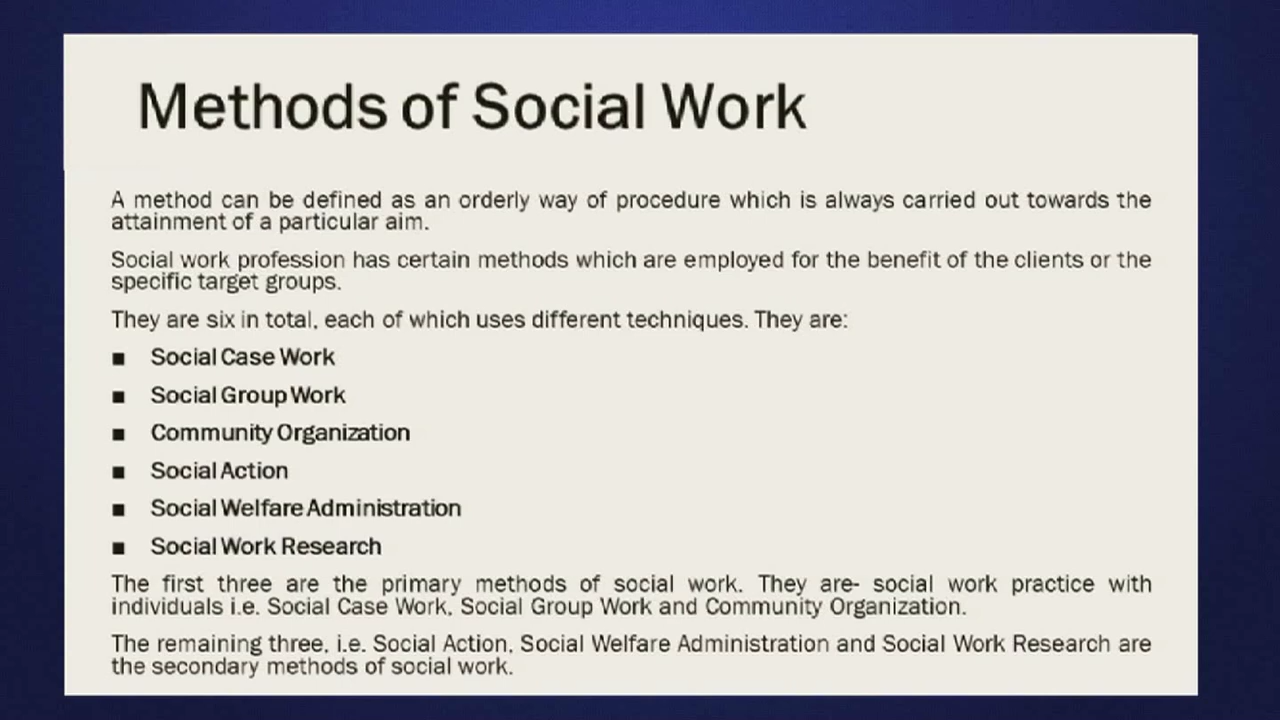 Methods of Social Work
A method can be defined as an orderly way of procedure which is always carried out towards the
attainment of a particular aim.
Social work profession has certain methods which are employed for the benefit of the clients or the
specific target groups.
They are six in total, each of which uses different techniques. They are:
■ Social Case Work
■ Social Group Work
■ Community Organization
■ Social Action
■ Social Welfare Administration
■ Social Work Research
The first three are the primary methods of social work. They are- social work practice with
individuals i.e. Social Case Work, Social Group Work and Community Organization.
The remaining three, i.e. Social Action, Social Welfare Administration and Social Work Research are
the secondary methods of social work.